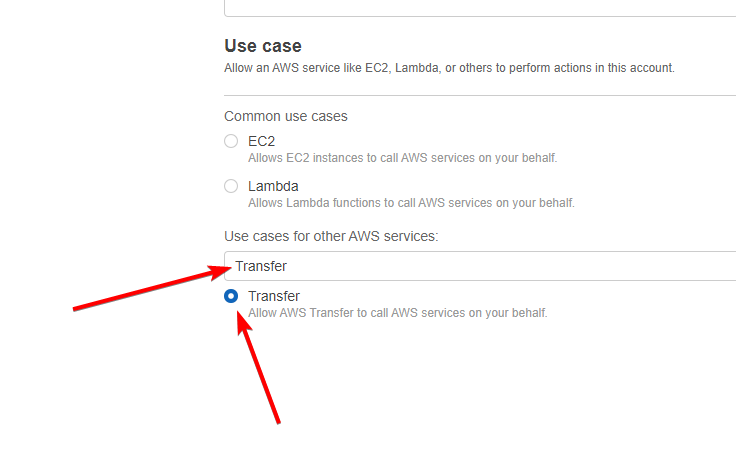 Use case
Allow an AWS service like EC2, Lambda, or others to perform actions in this account.
Common use cases
EC2
Allows EC2 instances to call AWS services on your behalf.
Lambda
Allows Lambda functions to call AWS services on your behalf.
Use cases for other AWS services:
Transfer
Transfer
Allow AWS Transfer to call AWS services on your behalf.